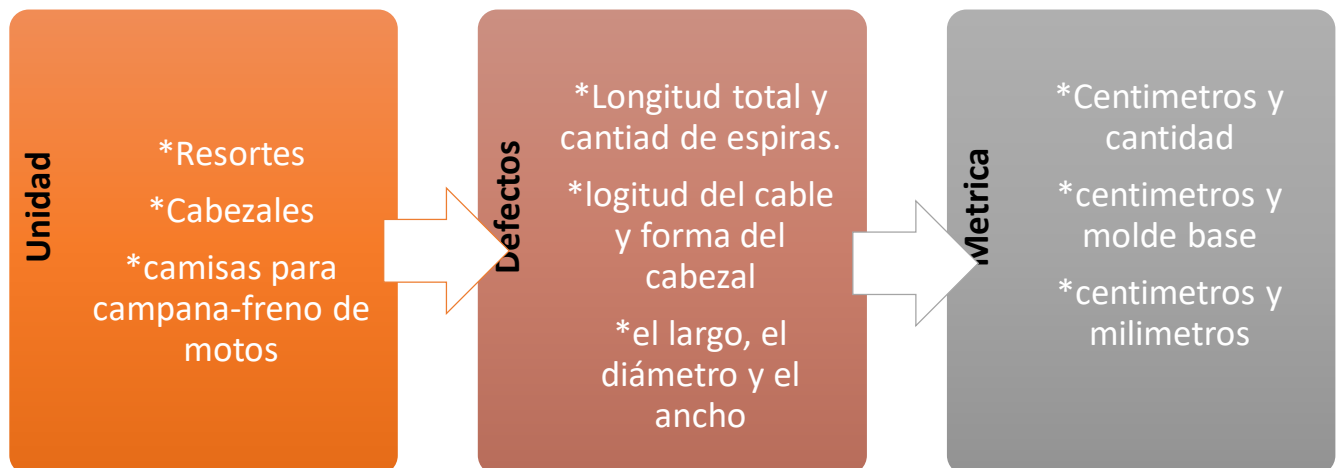 Unidad
*Resortes
*Cabezales
*camisas para
campana-freno de
motos
Defectos
*Longitud total y
cantiad de espiras.
*logitud del cable
y forma del
cabezal
*el largo, el
diámetro y el
ancho
Metrica
*Centimetros y
cantidad
*centimetros y
molde base
*centimetros y
milimetros